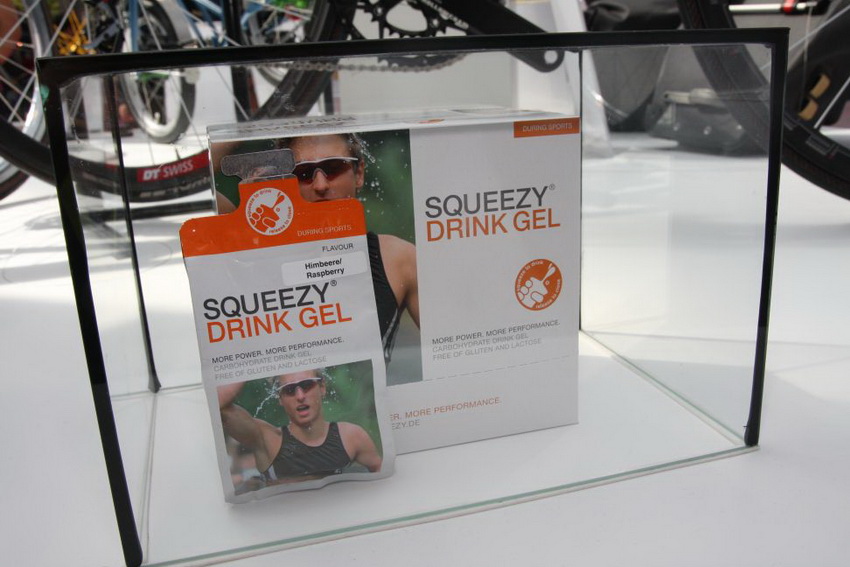 DT SWISS
DURING SPORTS
SQUEEZY®
DRINK GEL
MORE POWER. MORE PERFORMANCE.
CARBOHYDRATE DRINK GEL
FREE OF GLUTEN AND LACTOSE
ER. MORE PERFORMANCE
EZY.DE
DURING SPORTS
FLAVOUR
Himbeere/
Raspberry
SQUEEZY®
DRINK GEL
MORE POWER. MORE PERFORMANCE.
CARBOHYDRATE DRINK GEL
FREE OF GLUTEN AND LACTOSE